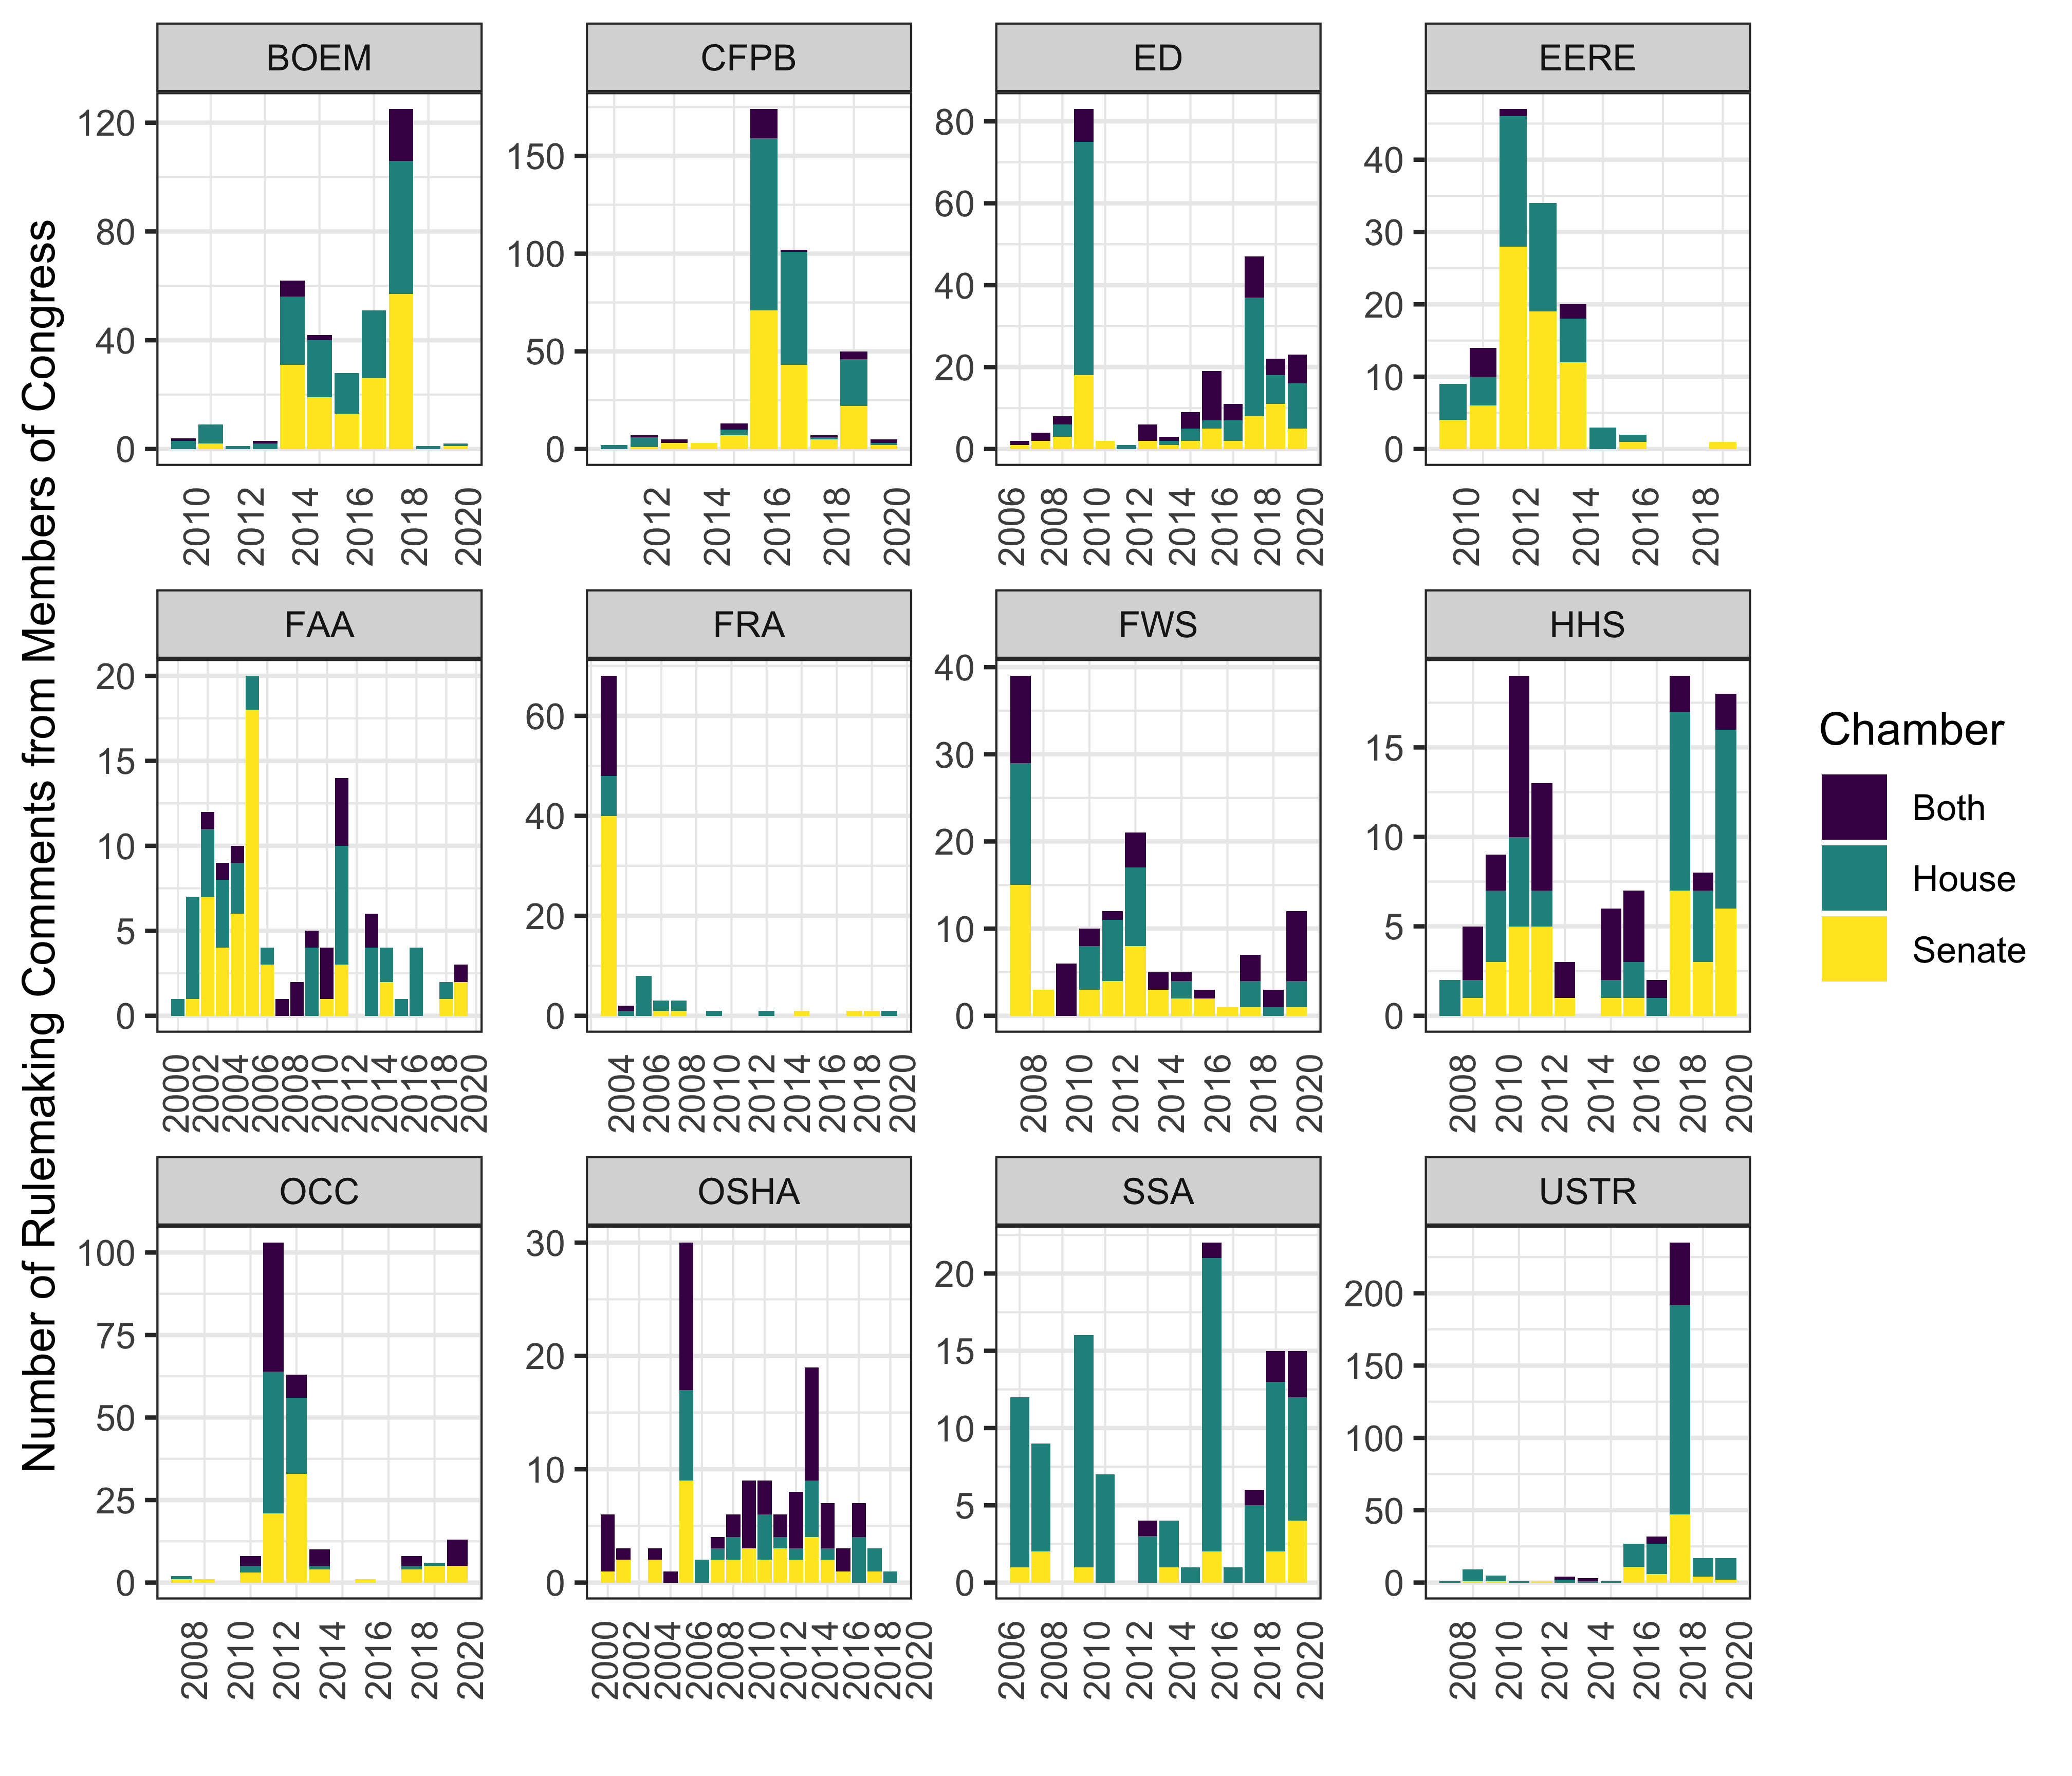 Number of Rulemaking Comments from Members of Congress
BOEM
CFPB
ED
EERE
120
80
40
0
150
100
50
0
80
60
40
20
0
40
30
20
10
0
2010 2012 2014 2016 2018 2020
2012 2014 2016 2018 2020
2006 2008 2010 2012 2014 2016 2018 2020
2010 2012 2014 2016 2018
FAA
FRA
FWS
HHS
20
15
10
5
0
60
40
20
0
40
30
20
10
0
15
10
5
0
2000 2002 2004 2006 2008 2010 2012 2014 2016 2018 2020
2004 2006 2008 2010 2012 2014 2016 2018 2020
2008 2010 2012 2014 2016 2018 2020
2008 2010 2012 2014 2016 2018 2020
OCC
OSHA
SSA
USTR
100
75
50
25
0
30
20
10
0
20
15
10
5
0
200
150
100
50
0
2008 2010 2012 2014 2016 2018 2020
2000 2002 2004 2006 2008 2010 2012 2014 2016 2018 2020
2006 2008 2010 2012 2014 2016 2018 2020
2008 2010 2012 2014 2016 2018 2020
Chamber
Both
House
Senate